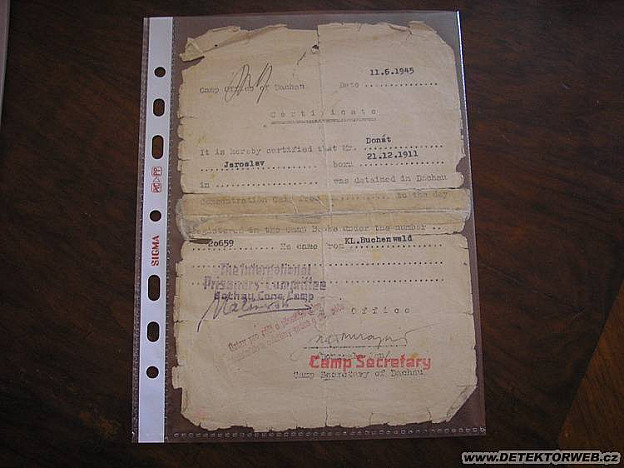 Camp Office of Dachau Date 11.6.1945
Certificate
It is hereby certified that Mr. Donát
Jaroslav born 21.12.1911
in was detained in Dachau
Concentration Camp to the day
registered in the Camp Books under the number
2o659 He came from KL.Buchenwald
The International
Prisoners Committee
Dachau Conc.Camp
Office
Camp Secretary
Camp Secretary of Dachau
SIGMA
PP
www.DETEKTORWEB.cz